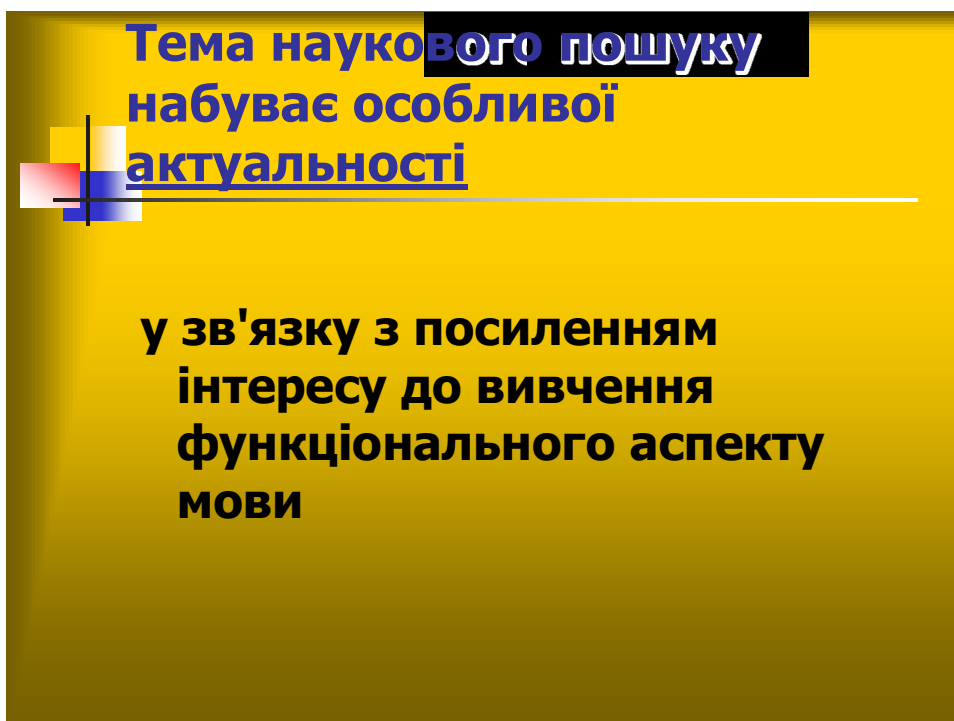 Тема наукового пошуку
набуває особливої
актуальності
у зв'язку з посиленням
інтересу до вивчення
функціонального аспекту
мови